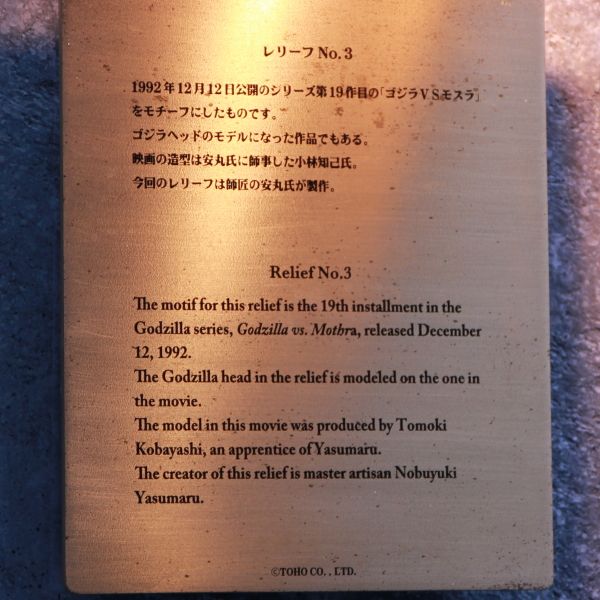 レリーフ No. 3
1992年12月12日公開のシリーズ第19作目の「ゴジラVSモスラ」
をモチーフにしたものです。
ゴジラヘッドのモデルになった作品でもある。
映画の造型は安丸氏に師事した小林知己氏。
今回のレリーフは師匠の安丸氏が製作。
Relief No.3
The motif for this relief is the 19th installment in the
Godzilla series, Godzilla vs. Mothra, released December
12, 1992.
The Godzilla head in the relief is modeled on the one in
the movie.
The model in this movie was produced by Tomoki
Kobayashi, an apprentice of Yasumaru.
The creator of this relief is master artisan Nobuyuki
Yasumaru.
©TOHO CO. , LTD.